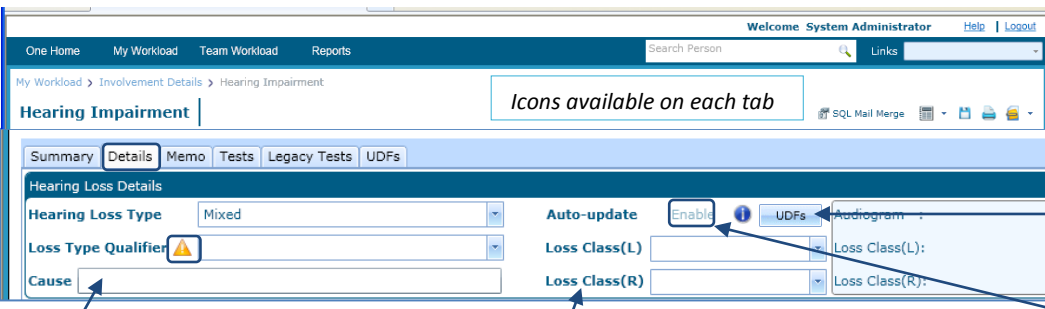 Welcome System Administrator Help | Logout
One Home My Workload Team Workload Reports Search Person Links
My Workload > Involvement Details > Hearing Impairment
Hearing Impairment
Icons available on each tab
SQL Mail Merge
Summary Details Memo Tests Legacy Tests UDFs
Hearing Loss Details
Hearing Loss Type Mixed Auto-update Enable UDFs Audiogram :
Loss Type Qualifier Loss Class(L) Loss Class(L):
Cause Loss Class(R) Loss Class(R):